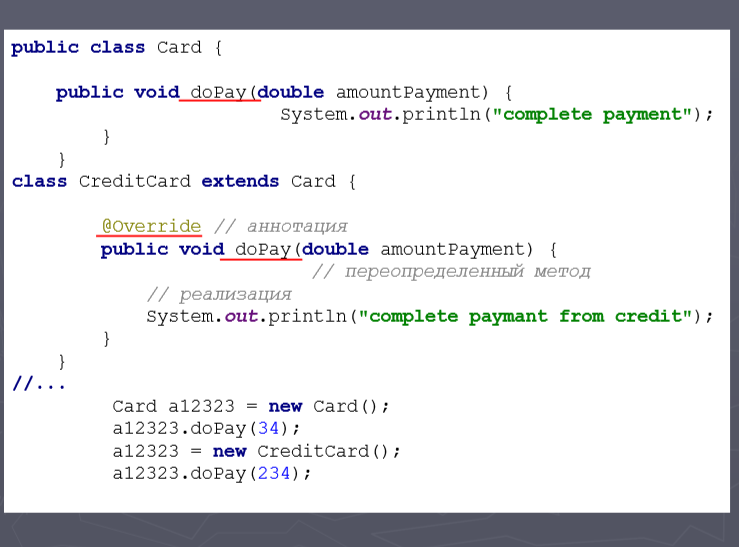 public class Card {
public void doPay(double amountPayment) {
System.out.println("complete payment");
}
}
class CreditCard extends Card {
@Override // аннотация
public void doPay(double amountPayment) {
// переопределенный метод
// реализация
System.out.println("complete paymant from credit");
}
}
//...
Card a12323 = new Card();
a12323.doPay(34);
a12323 = new CreditCard();
a12323.doPay(234);